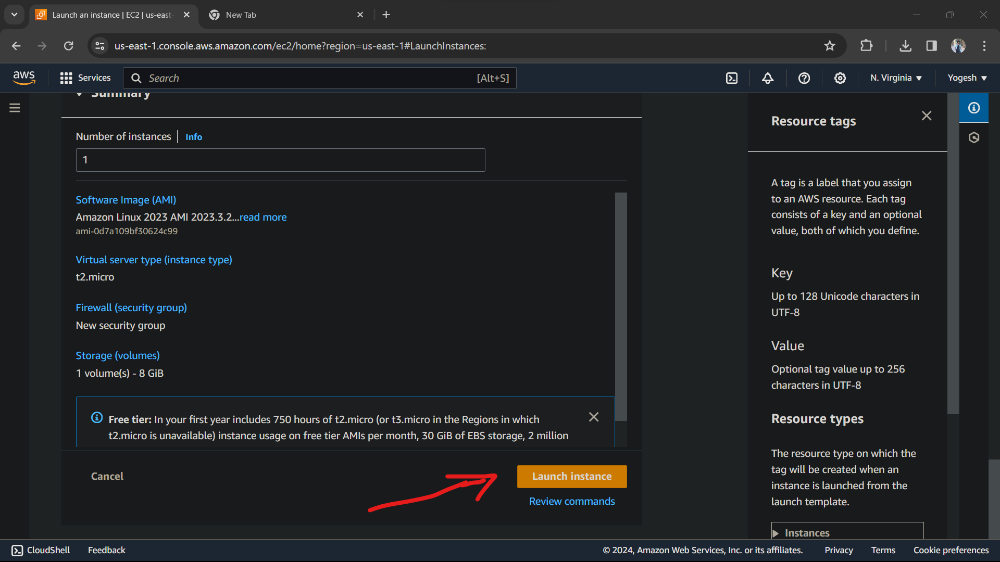 Launch an instance | EC2 | us-east-
New Tab
us-east-1.console.aws.amazon.com/ec2/home?region=us-east-1#LaunchInstances:
aws
Services
Search
[Alt+S]
N. Virginia
Yogesh
Summary
Number of instances
Info
1
Software Image (AMI)
Amazon Linux 2023 AMI 2023.3.2...read more
ami-0d7a109bf30624c99
Virtual server type (instance type)
t2.micro
Firewall (security group)
New security group
Storage (volumes)
1 volume(s) - 8 GiB
Free tier: In your first year includes 750 hours of t2.micro (or t3.micro in the Regions in which
t2.micro is unavailable) instance usage on free tier AMIs per month, 30 GiB of EBS storage, 2 million
Cancel
Launch instance
Review commands
Resource tags
A tag is a label that you assign
to an AWS resource. Each tag
consists of a key and an optional
value, both of which you define.
Key
Up to 128 Unicode characters in
UTF-8
Value
Optional tag value up to 256
characters in UTF-8
Resource types
The resource type on which the
tag will be created when an
instance is launched from the
launch template.
Instances
CloudShell
Feedback
© 2024, Amazon Web Services, Inc. or its affiliates.
Privacy
Terms
Cookie preferences